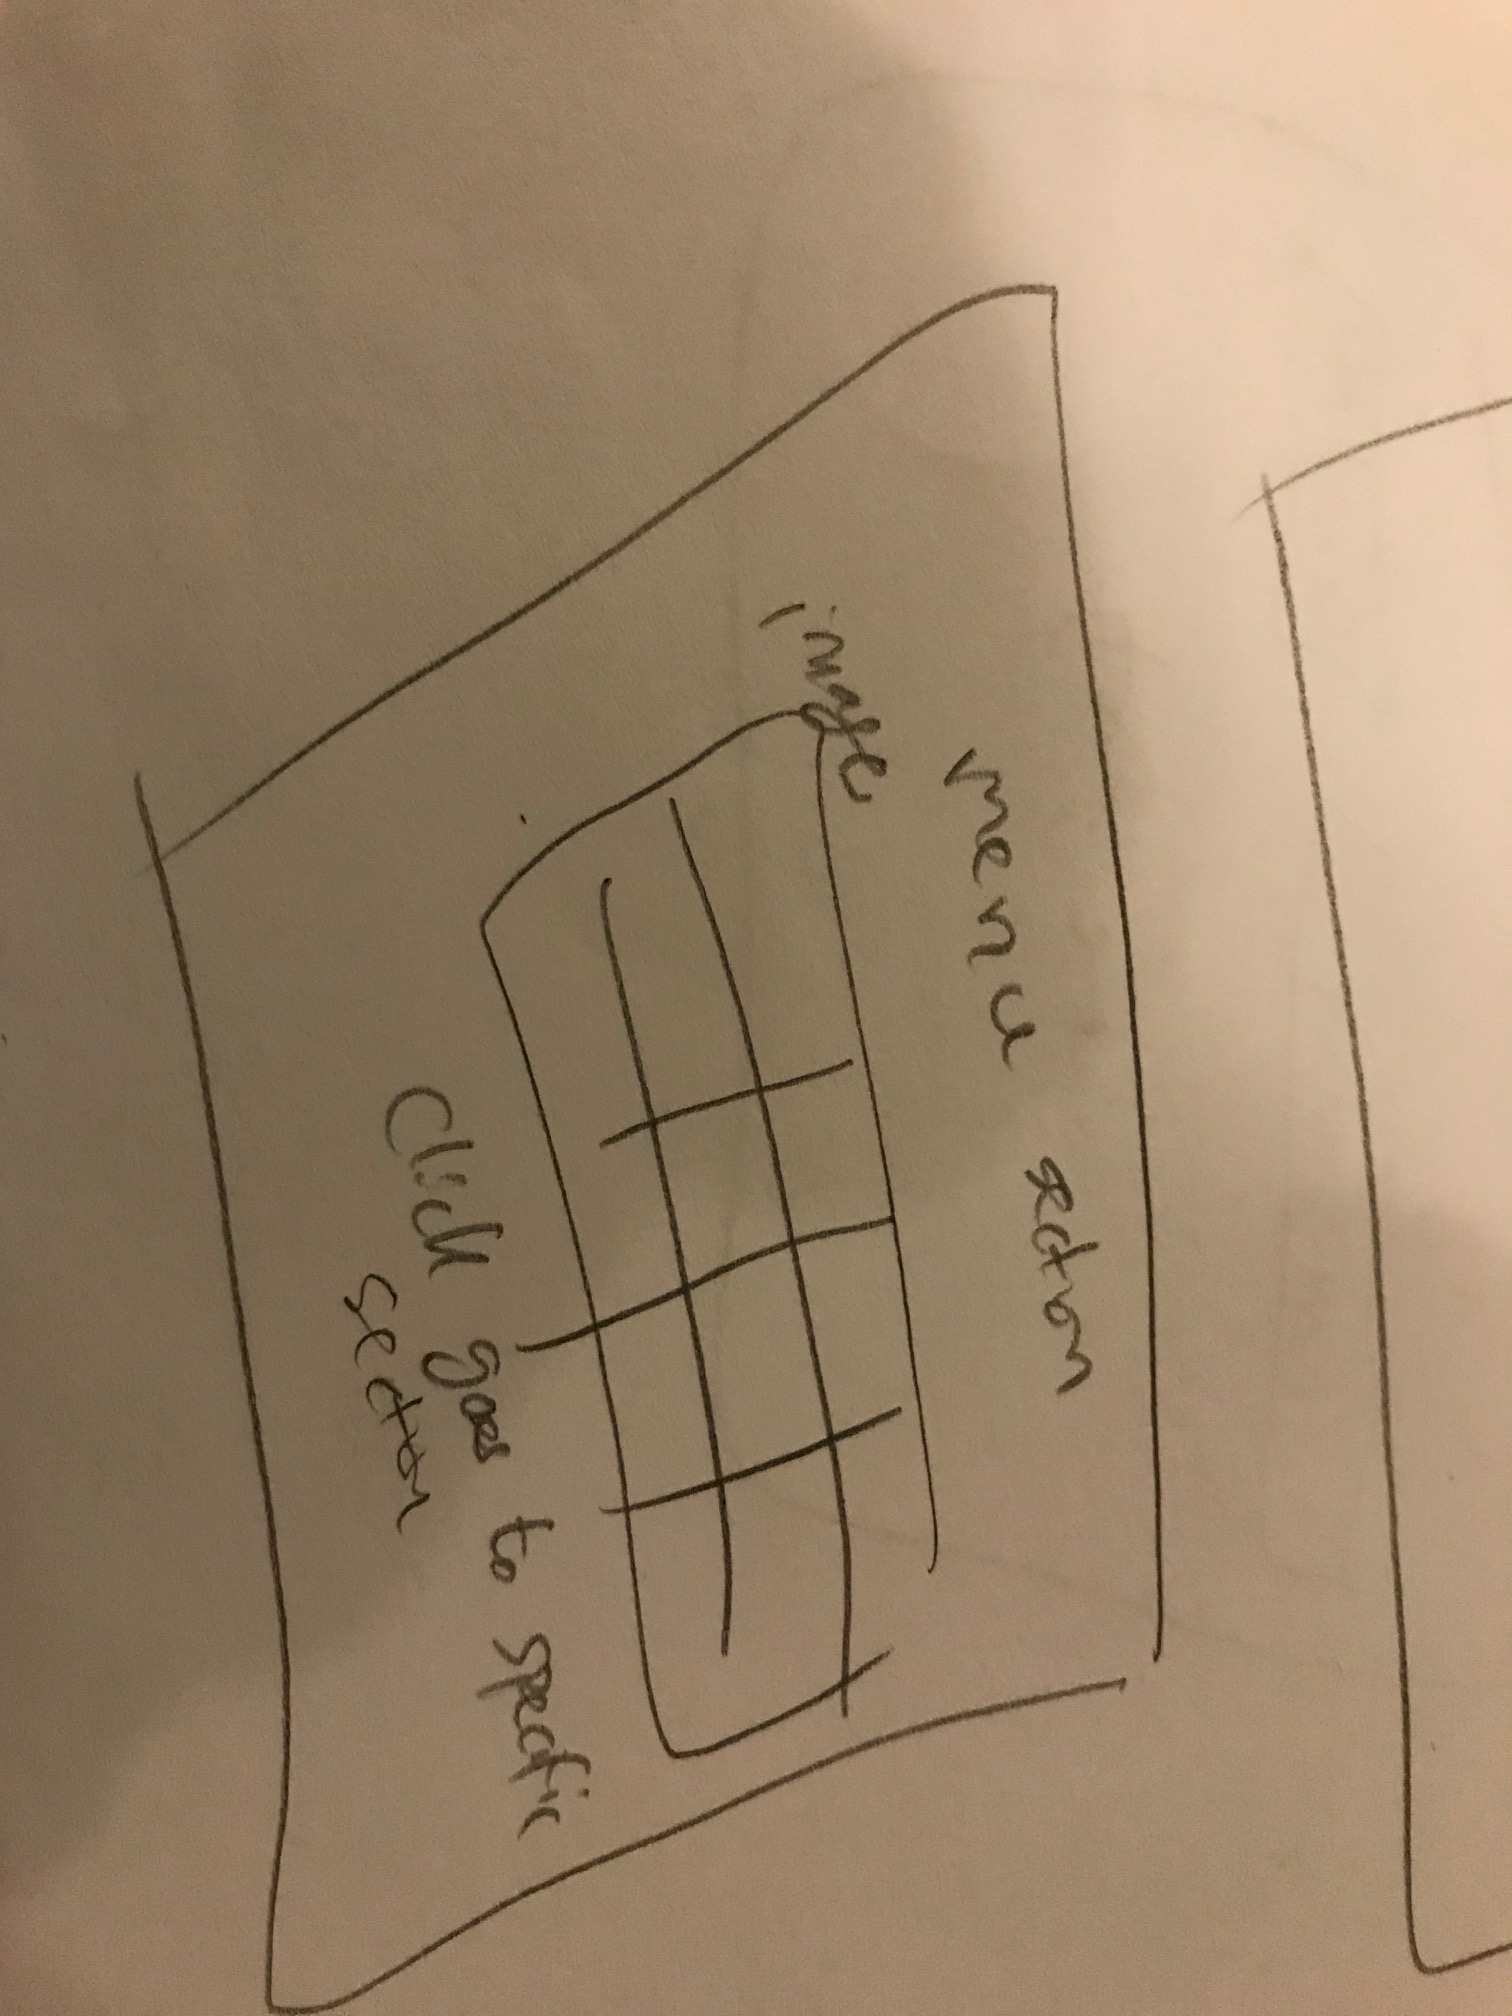 menu section
image
Click goes to specific
section